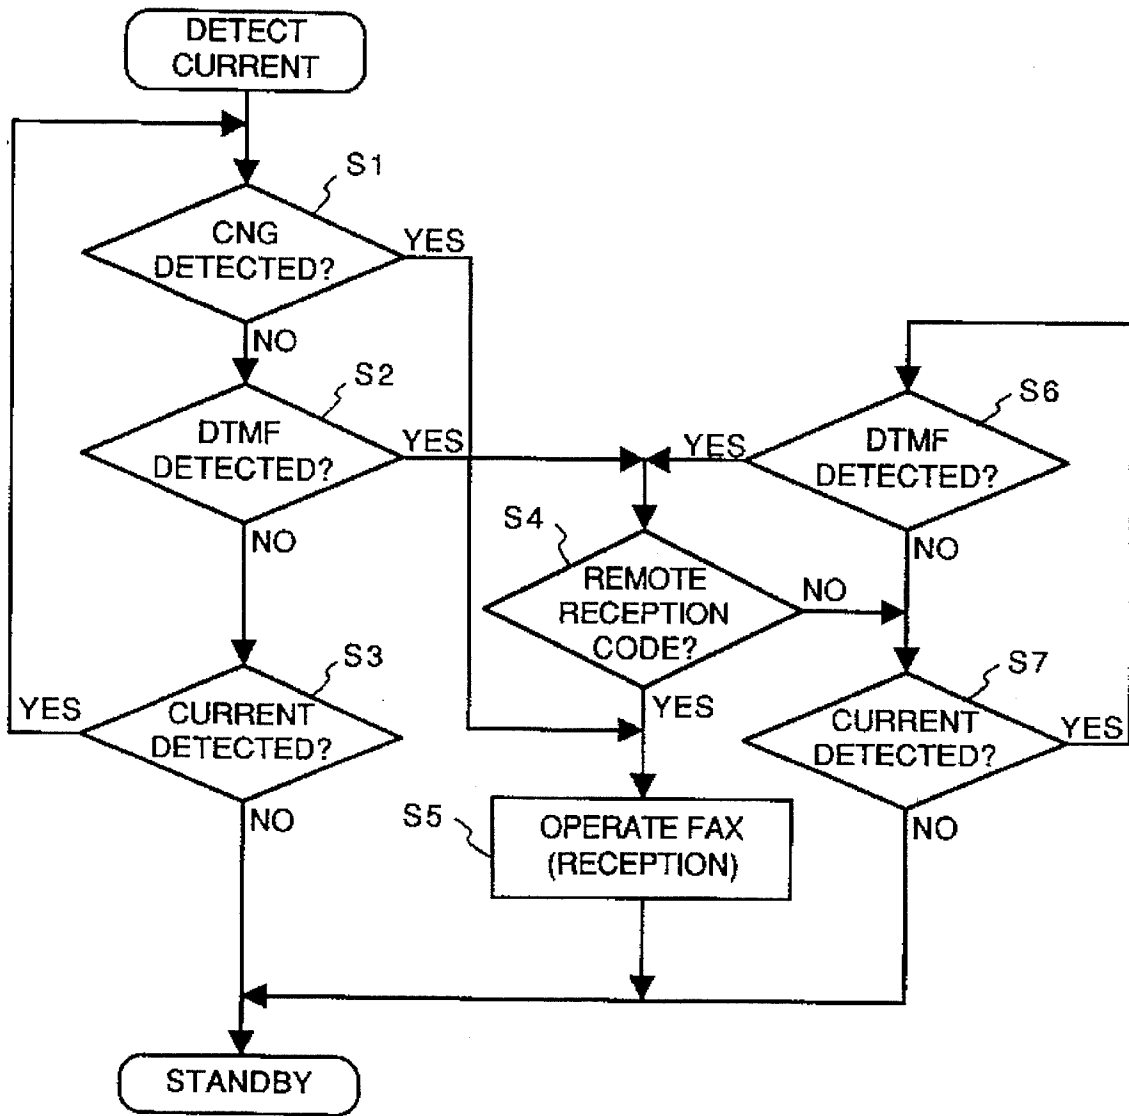 DETECT
CURRENT
S1
CNG
DETECTED?
YES
NO
S2
DTMF
DETECTED?
YES
NO
S3
CURRENT
DETECTED?
YES
NO
S4
REMOTE
RECEPTION
CODE?
NO
YES
S5
OPERATE FAX
(RECEPTION)
S6
DTMF
DETECTED?
YES
NO
S7
CURRENT
DETECTED?
YES
NO
STANDBY